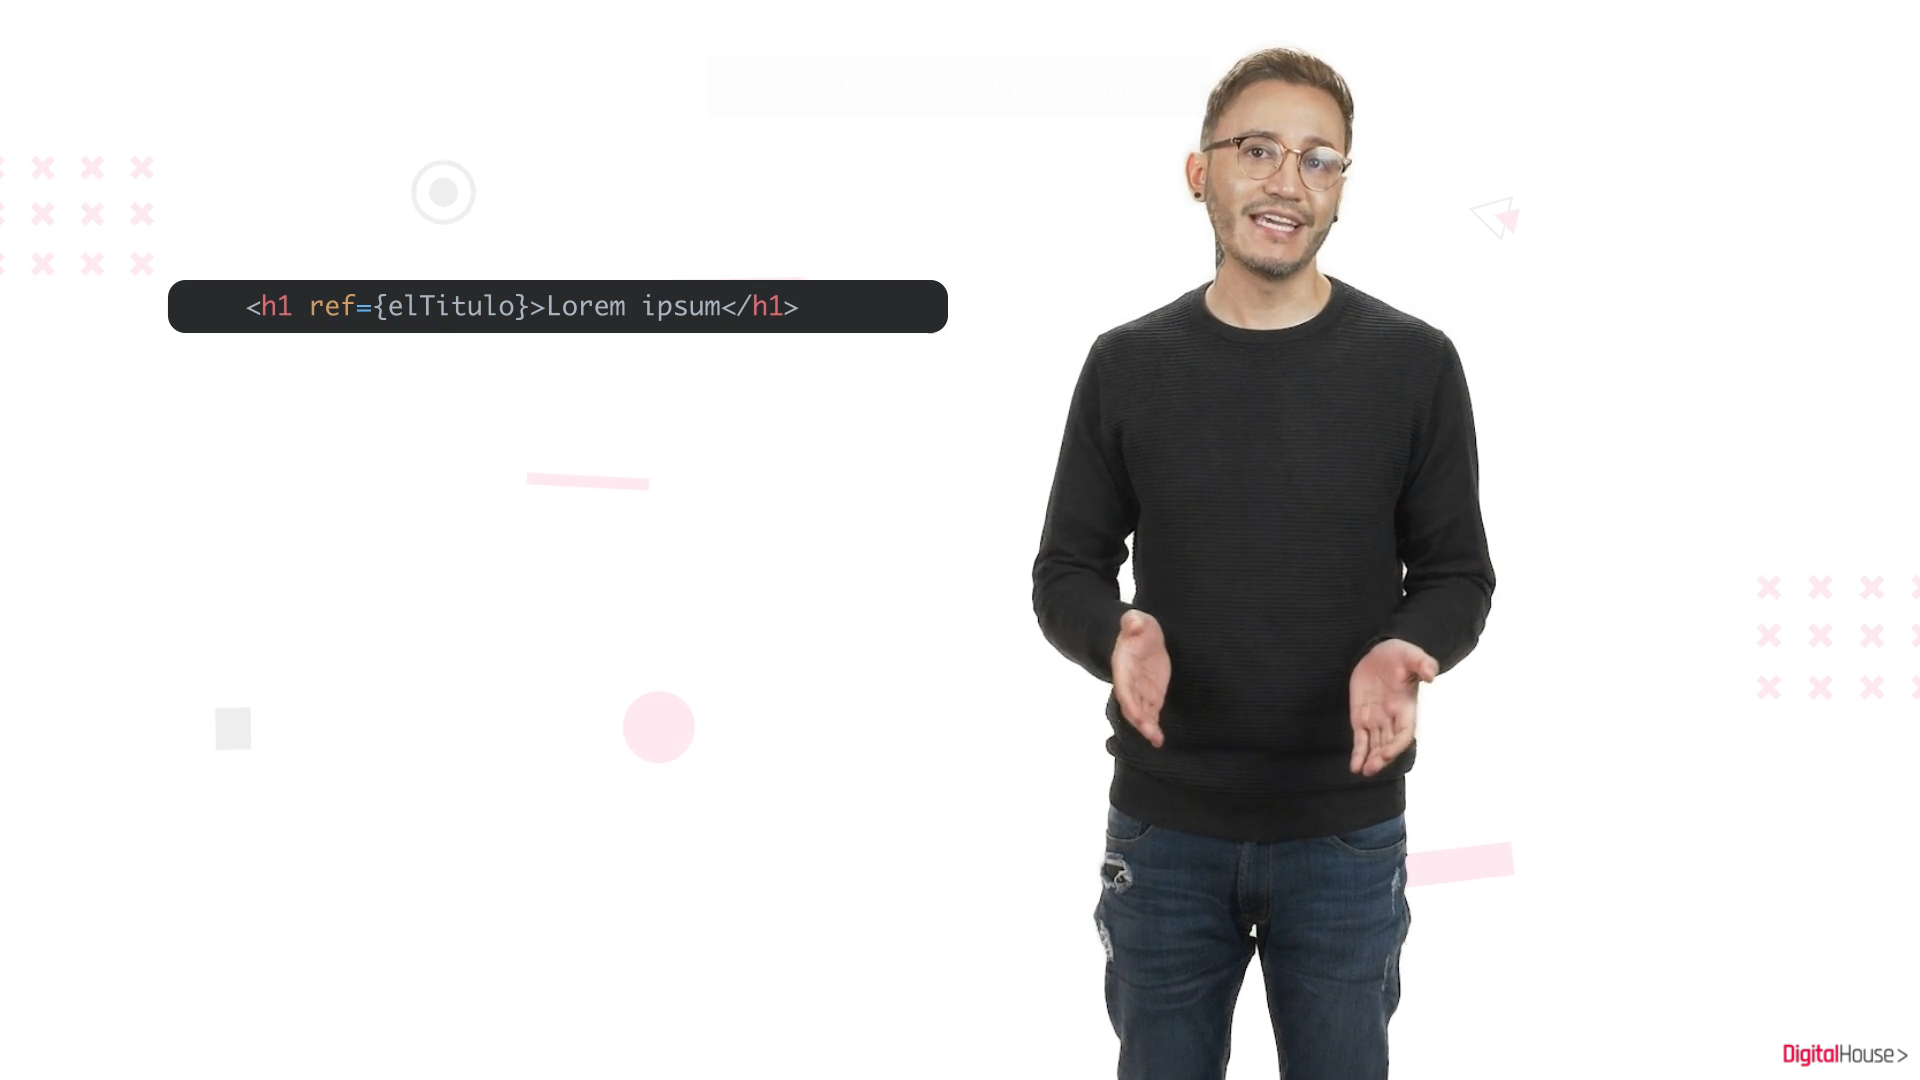 <h1 ref={elTitulo}>Lorem ipsum</h1>
DigitalHouse>